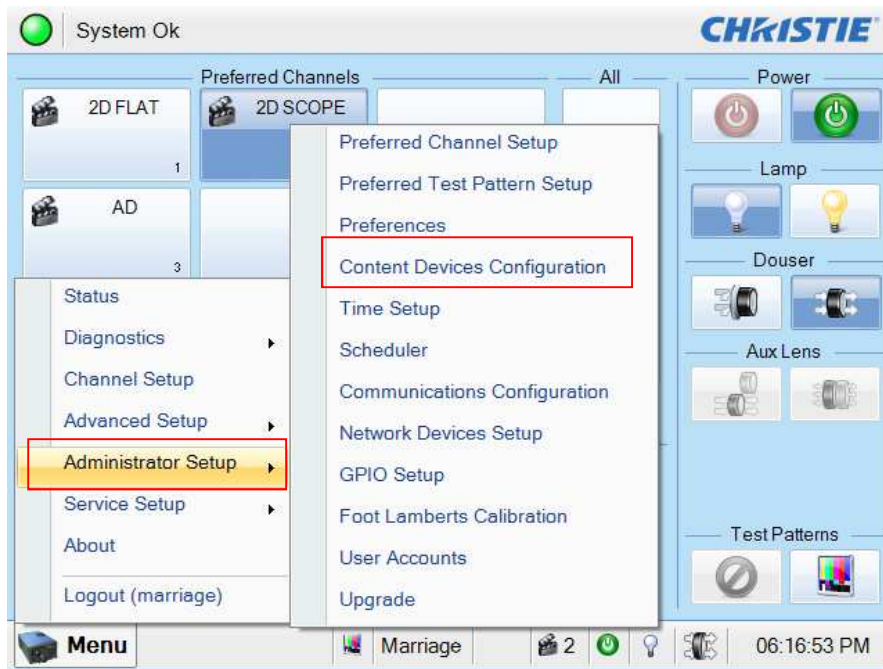 System Ok
CHRISTIE
Preferred Channels
All
Power
2D FLAT
1
2D SCOPE
AD
3
Lamp
Douser
Aux Lens
Test Patterns
Status
Diagnostics
Channel Setup
Advanced Setup
Administrator Setup
Service Setup
About
Logout (marriage)
Preferred Channel Setup
Preferred Test Pattern Setup
Preferences
Content Devices Configuration
Time Setup
Scheduler
Communications Configuration
Network Devices Setup
GPIO Setup
Foot Lamberts Calibration
User Accounts
Upgrade
Menu
Marriage
2
06:16:53 PM